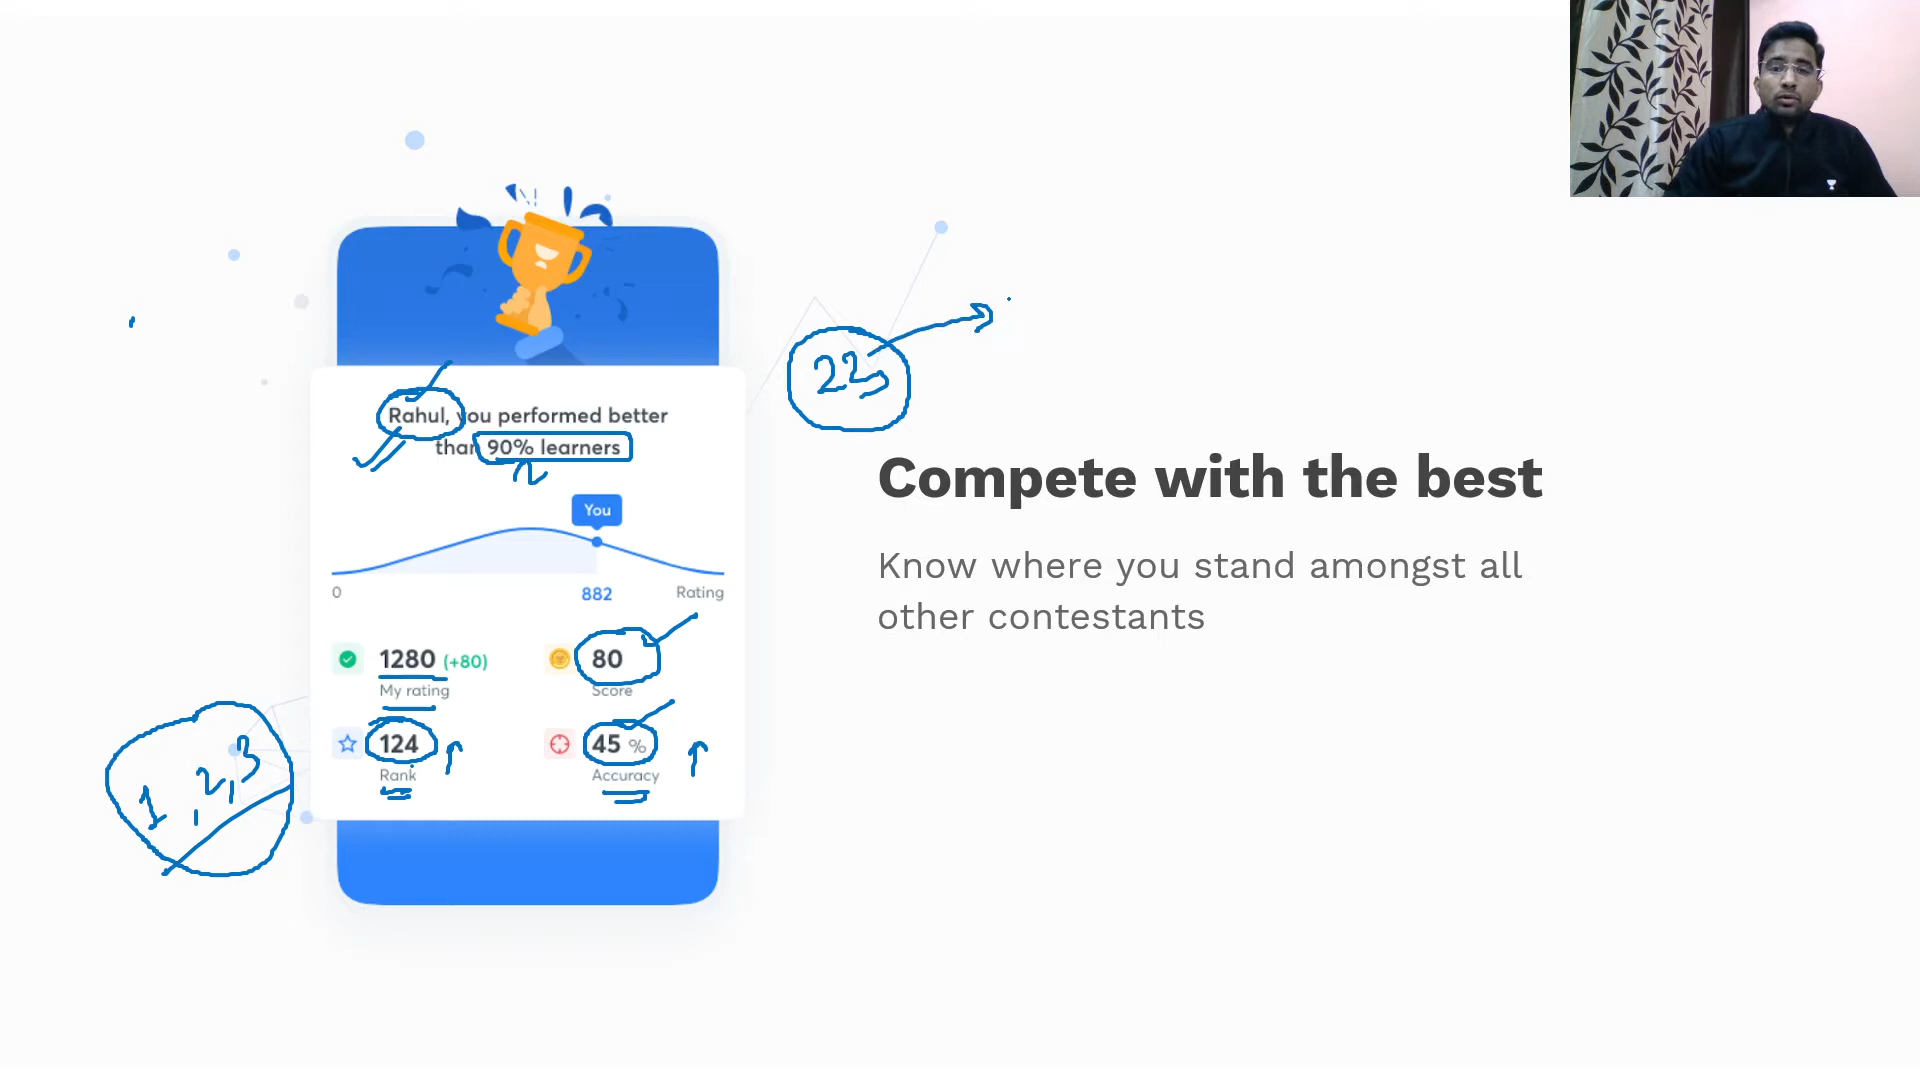 Rahul, you performed better
than 90% learners
You
0
882
Rating
1280 (+80)
My rating
80
Score
124
Rank
45 %
Accuracy
1, 2, 3
Compete with the best
Know where you stand amongst all
other contestants